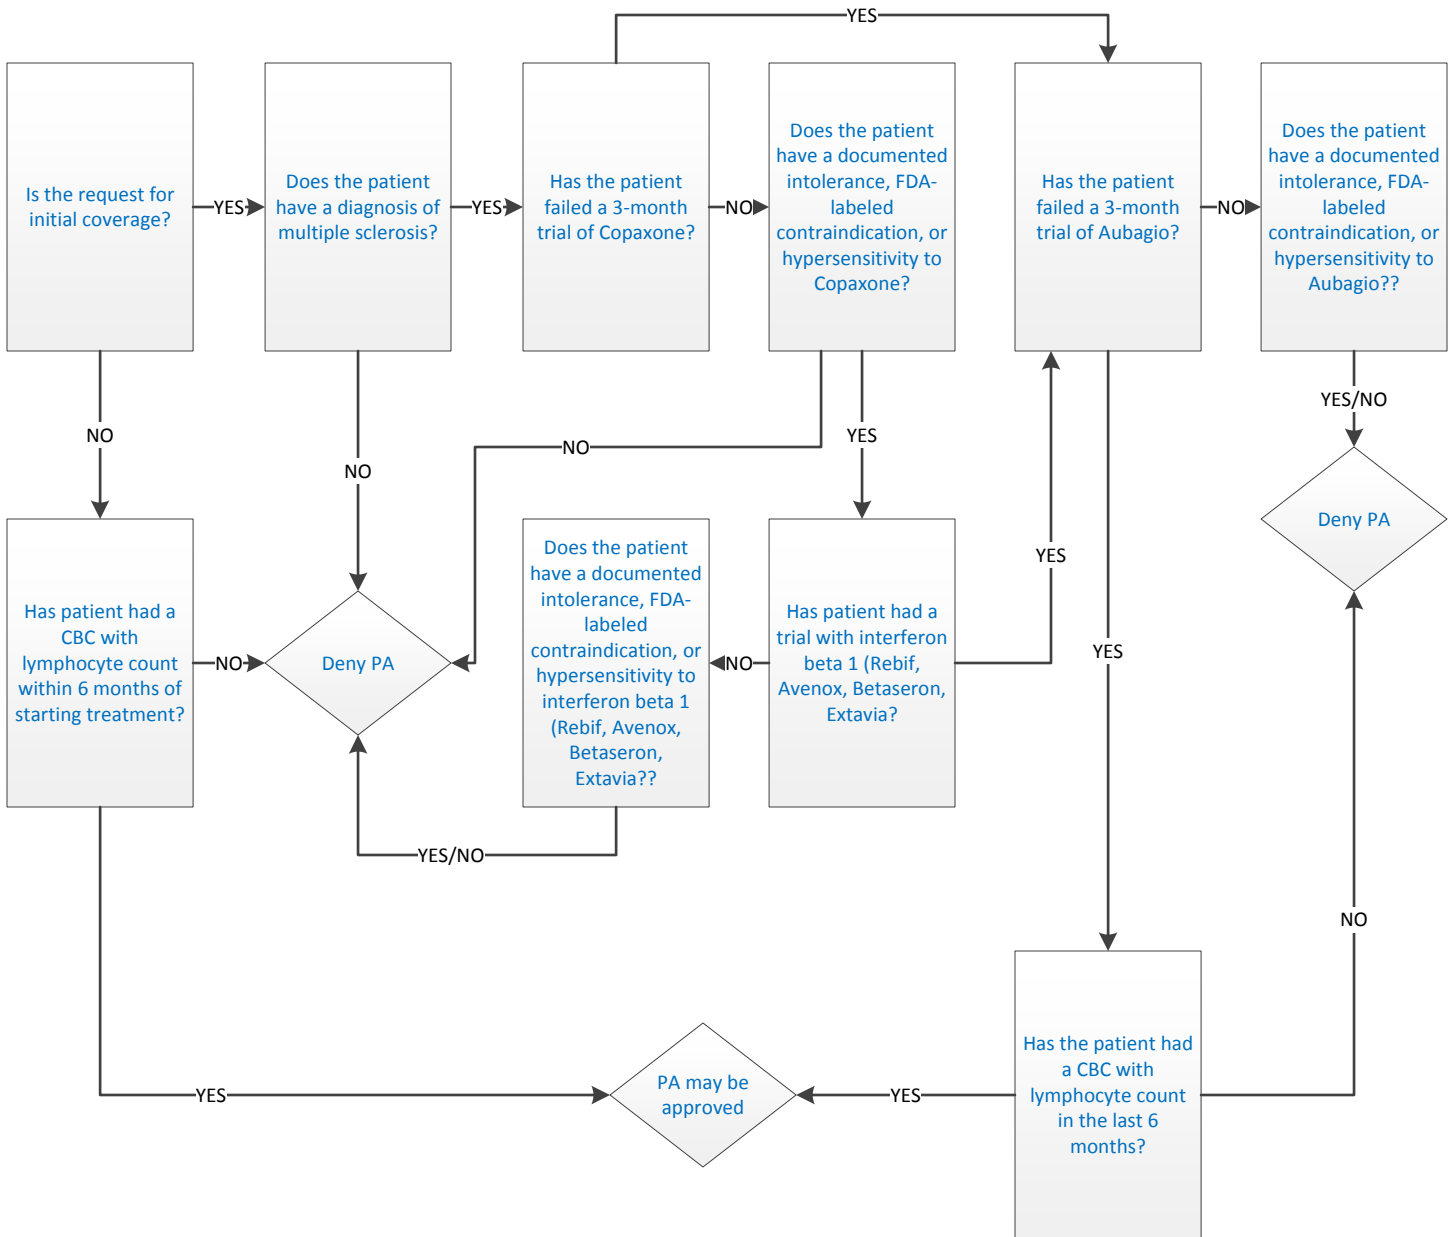 YES
Is the request for
initial coverage?
YES
Does the patient
have a diagnosis of
multiple sclerosis?
YES
Has the patient
failed a 3-month
trial of Copaxone?
NO
Does the patient
have a documented
intolerance, FDA-
labeled
contraindication, or
hypersensitivity to
Copaxone?
Has the patient
failed a 3-month
trial of Aubagio?
NO
Does the patient
have a documented
intolerance, FDA-
labeled
contraindication, or
hypersensitivity to
Aubagio??
NO
NO
NO
YES
YES/NO
Has patient had a
CBC with
lymphocyte count
within 6 months of
starting treatment?
NO
Deny PA
Does the patient
have a documented
intolerance, FDA-
labeled
contraindication, or
hypersensitivity to
interferon beta 1
(Rebif, Avenox,
Betaseron,
Extavia??
NO
Has patient had a
trial with interferon
beta 1 (Rebif,
Avenox, Betaseron,
Extavia?
YES
YES
Deny PA
YES/NO
NO
YES
PA may be
approved
YES
Has the patient had
a CBC with
lymphocyte count
in the last 6
months?